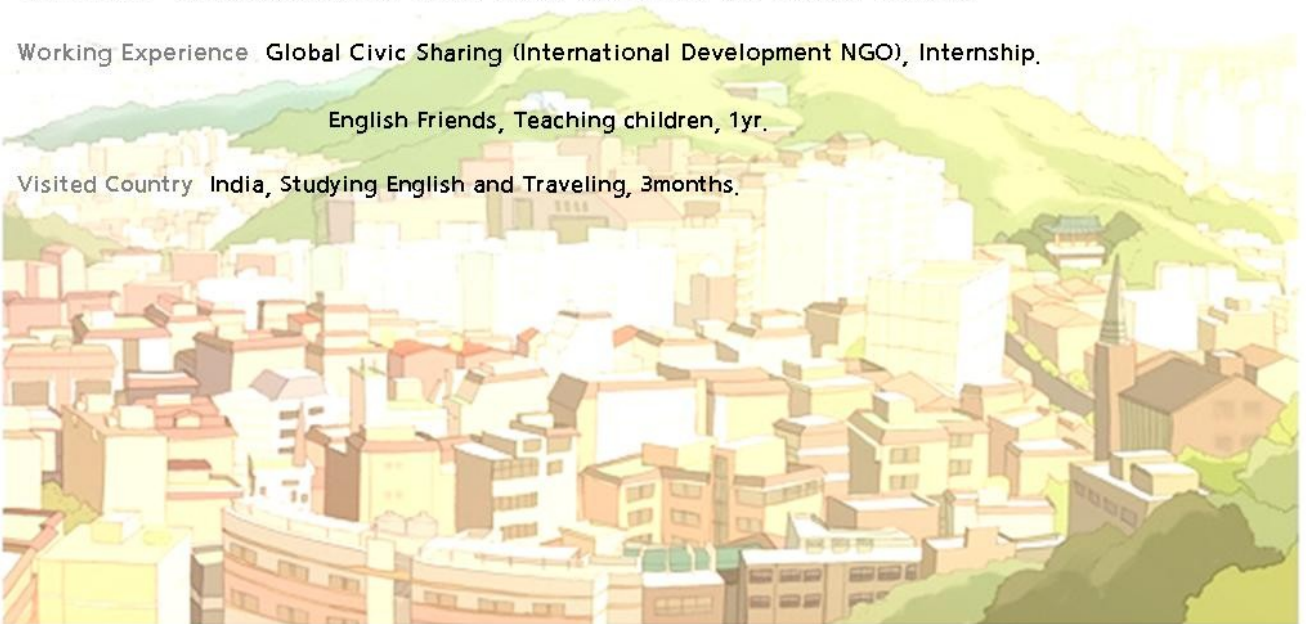 Working Experience Global Civic Sharing (International Development NGO), Internship.
English Friends, Teaching children, 1yr.
Visited Country India, Studying English and Traveling, 3months.